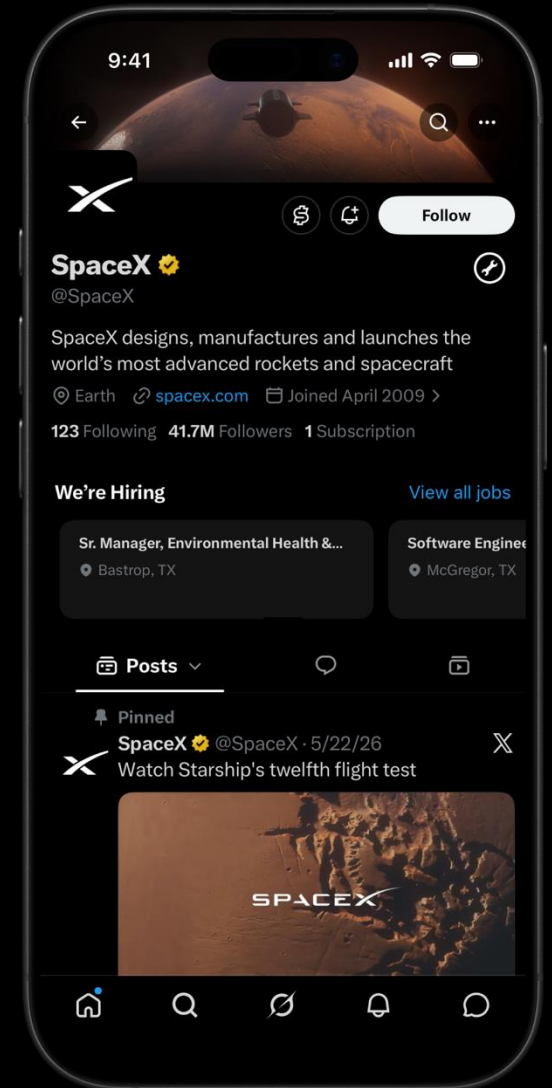 9:41
Follow
SpaceX
@SpaceX
SpaceX designs, manufactures and launches the
world's most advanced rockets and spacecraft
Earth spacex.com Joined April 2009
123 Following 41.7M Followers 1 Subscription
We're Hiring View all jobs
Sr. Manager, Environmental Health &... Software Enginee
Bastrop, TX McGregor, TX
Posts
Pinned
SpaceX @SpaceX · 5/22/26
Watch Starship's twelfth flight test
SPACEX